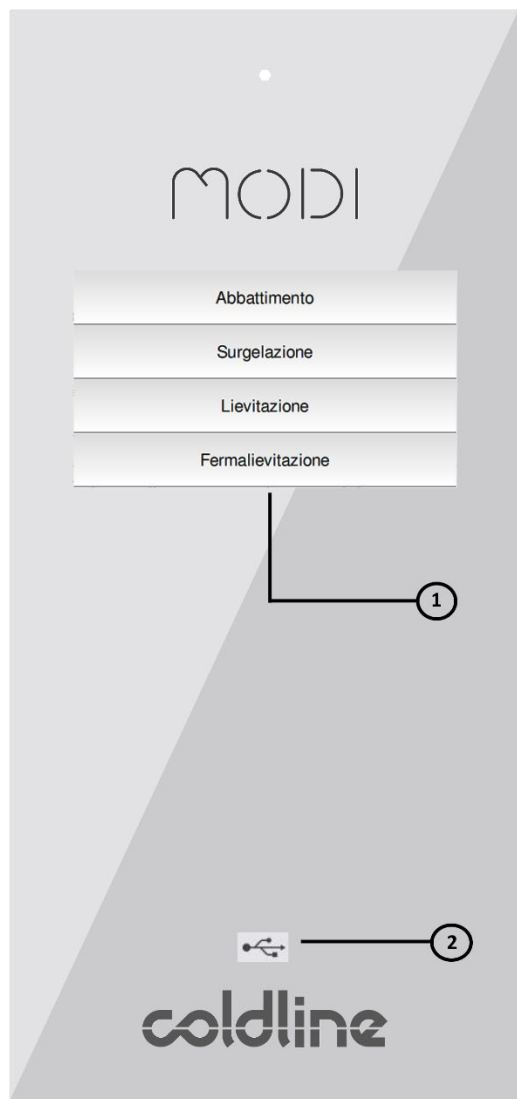 MODI
Abbattimento
Surgelazione
Lievitazione
Fermalievitazione
1
2
coldline